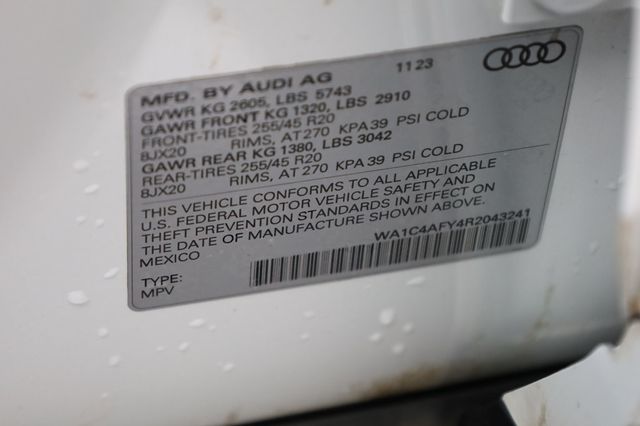 MFD. BY AUDI AG 1123
GVWR KG 2605, LBS 5743
GAWR FRONT KG 1320, LBS 2910
FRONT-TIRES 255/45 R20
8JX20 RIMS, AT 270 KPA 39 PSI COLD
GAWR REAR KG 1380, LBS 3042
REAR-TIRES 255/45 R20
8JX20 RIMS, AT 270 KPA 39 PSI COLD
THIS VEHICLE CONFORMS TO ALL APPLICABLE
U.S. FEDERAL MOTOR VEHICLE SAFETY AND
THEFT PREVENTION STANDARDS IN EFFECT ON
THE DATE OF MANUFACTURE SHOWN ABOVE.
MEXICO WA1C4AFY4R2043241
TYPE:
MPV